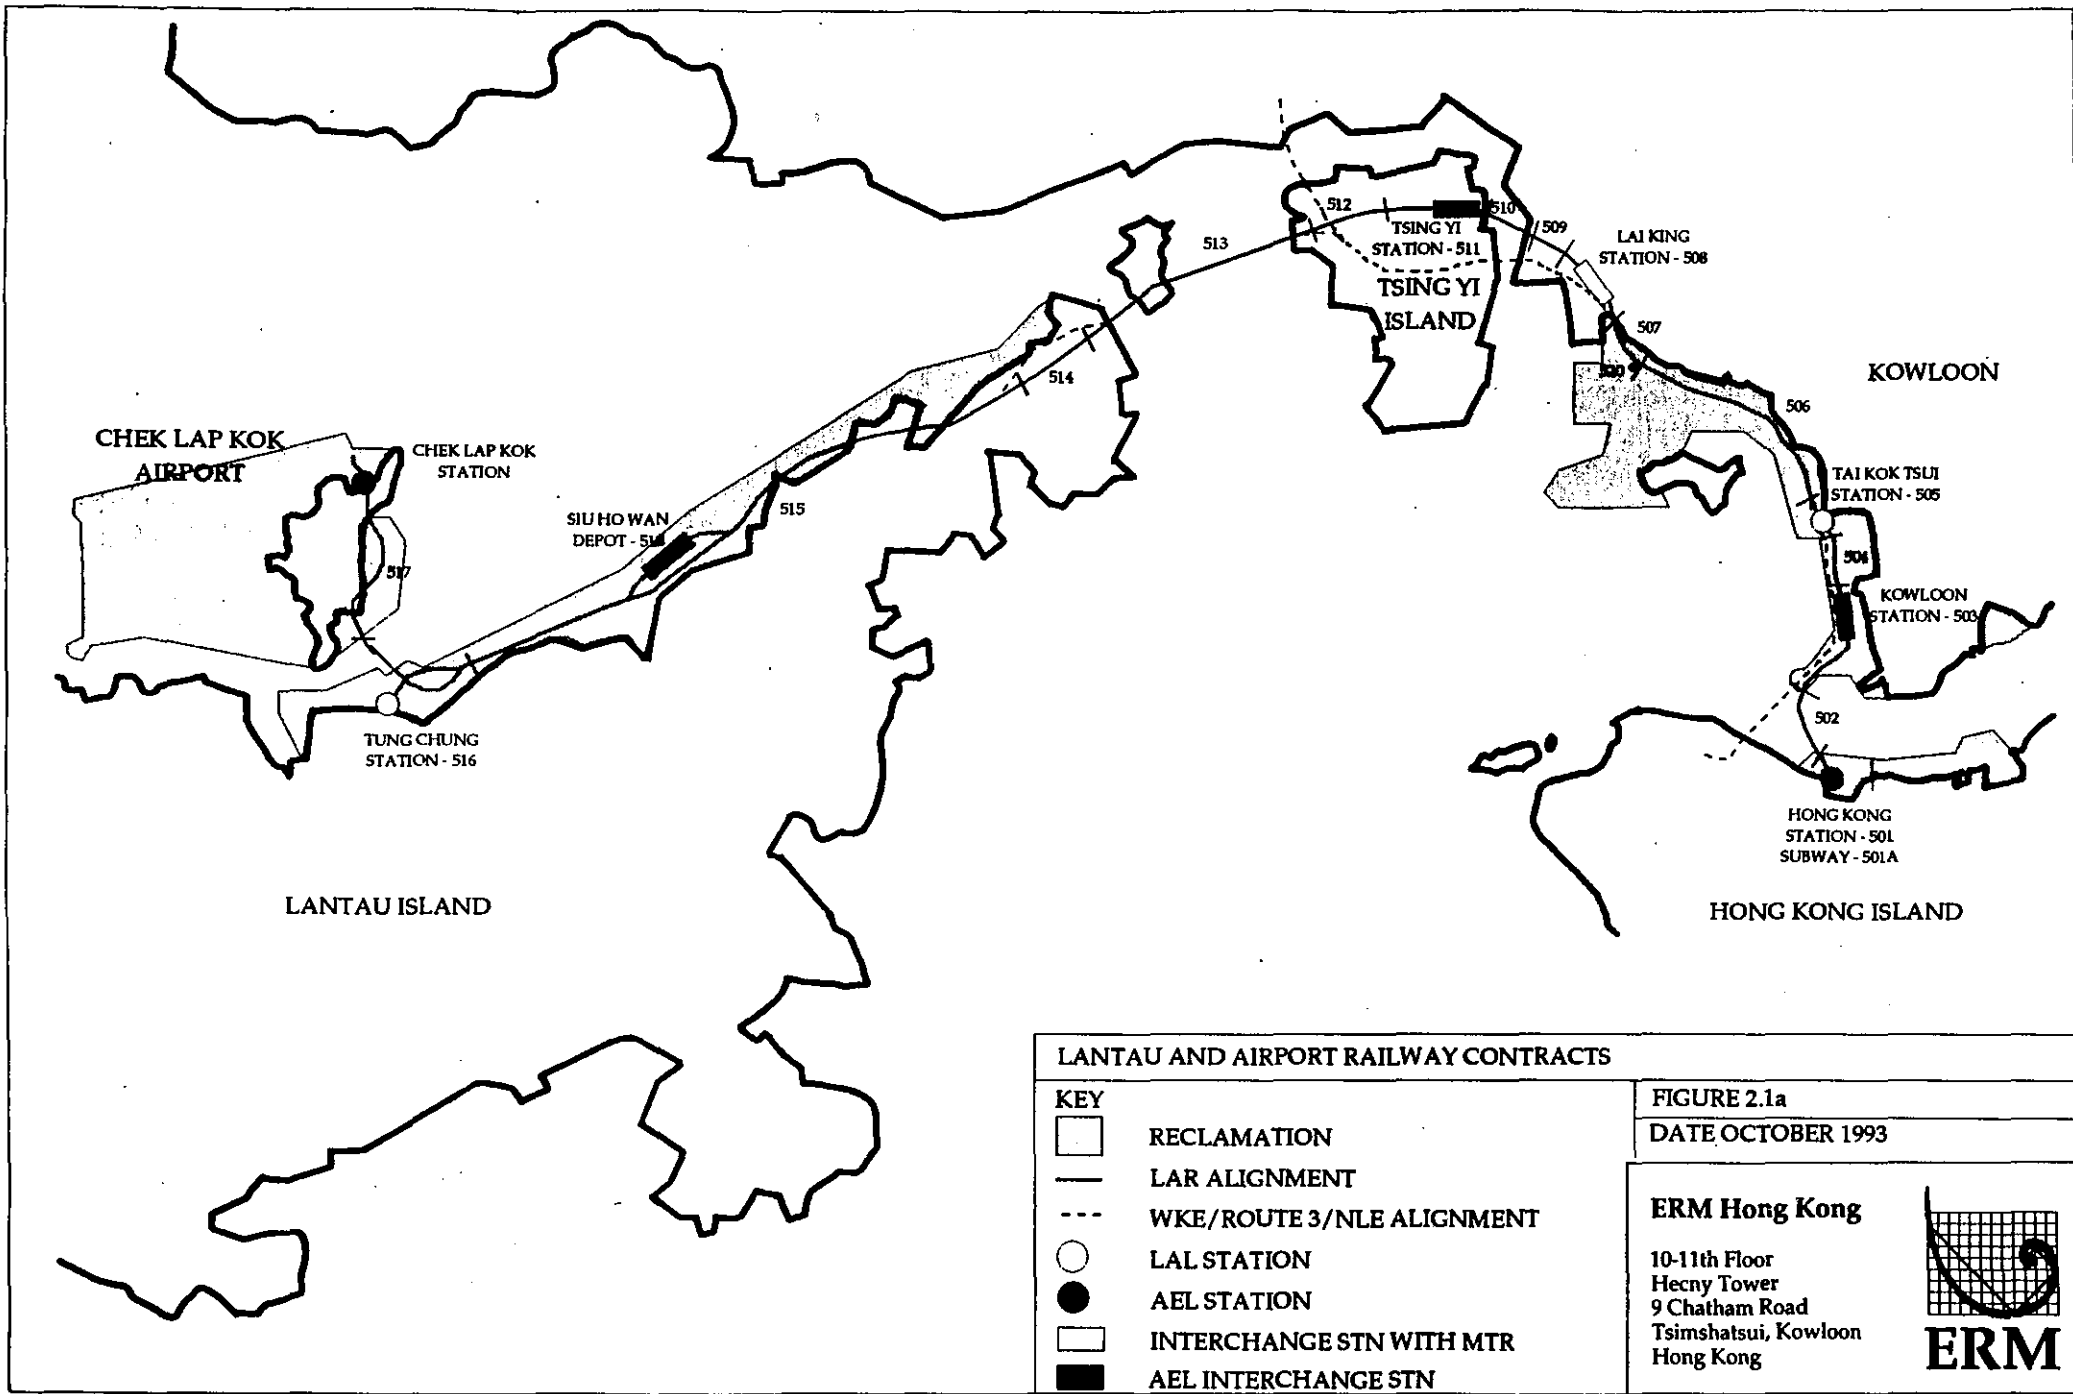 512
TSING YI
STATION - 511
510
509
LAI KING
STATION - 508
513
TSING YI
ISLAND
507
KOWLOON
514
506
CHEK LAP KOK
AIRPORT
CHEK LAP KOK
STATION
TAI KOK TSUI
STATION - 505
515
SIU HO WAN
DEPOT -
517
504
KOWLOON
STATION - 503
502
TUNG CHUNG
STATION - 516
HONG KONG
STATION - 501
SUBWAY - 501A
LANTAU ISLAND
HONG KONG ISLAND
LANTAU AND AIRPORT RAILWAY CONTRACTS
KEY
RECLAMATION
LAR ALIGNMENT
WKE/ROUTE 3/NLE ALIGNMENT
LAL STATION
AEL STATION
INTERCHANGE STN WITH MTR
AEL INTERCHANGE STN
FIGURE 2.1a
DATE OCTOBER 1993
ERM Hong Kong
10-11th Floor
Hecny Tower
9 Chatham Road
Tsimshatsui, Kowloon
Hong Kong
ERM